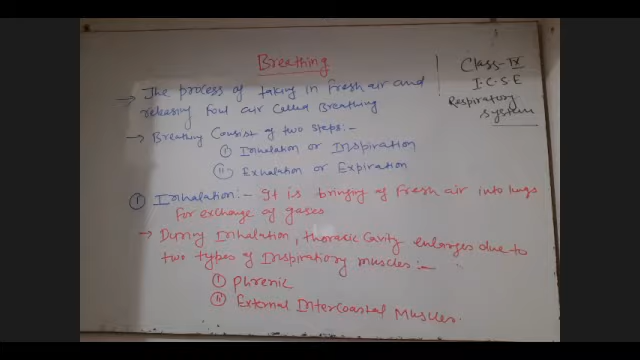 Breathing
Class-IX
I.C.S.E
Respiratory
system
→ The process of taking in fresh air and
releasing foul air called Breathing
→ Breathing Consist of two steps:-
(i) Inhalation or Inspiration
(ii) Exhalation or Expiration
(i) Inhalation:- It is bringing of fresh air into lungs
for exchange of gases
→ During Inhalation, thoracic cavity enlarges due to
two types of Inspiratory muscles:-
(i) Phrenic
(ii) External Intercoastal Muscles.